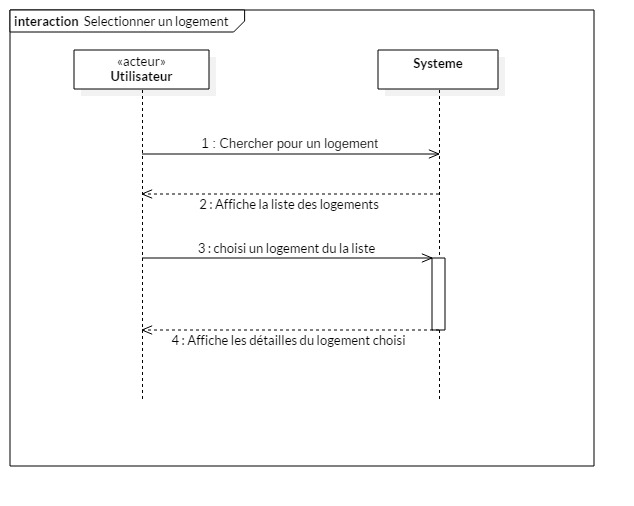 interaction Selectionner un logement
«acteur»
Utilisateur
Systeme
1 : Chercher pour un logement
2 : Affiche la liste des logements
3 : choisi un logement du la liste
4 : Affiche les détailles du logement choisi